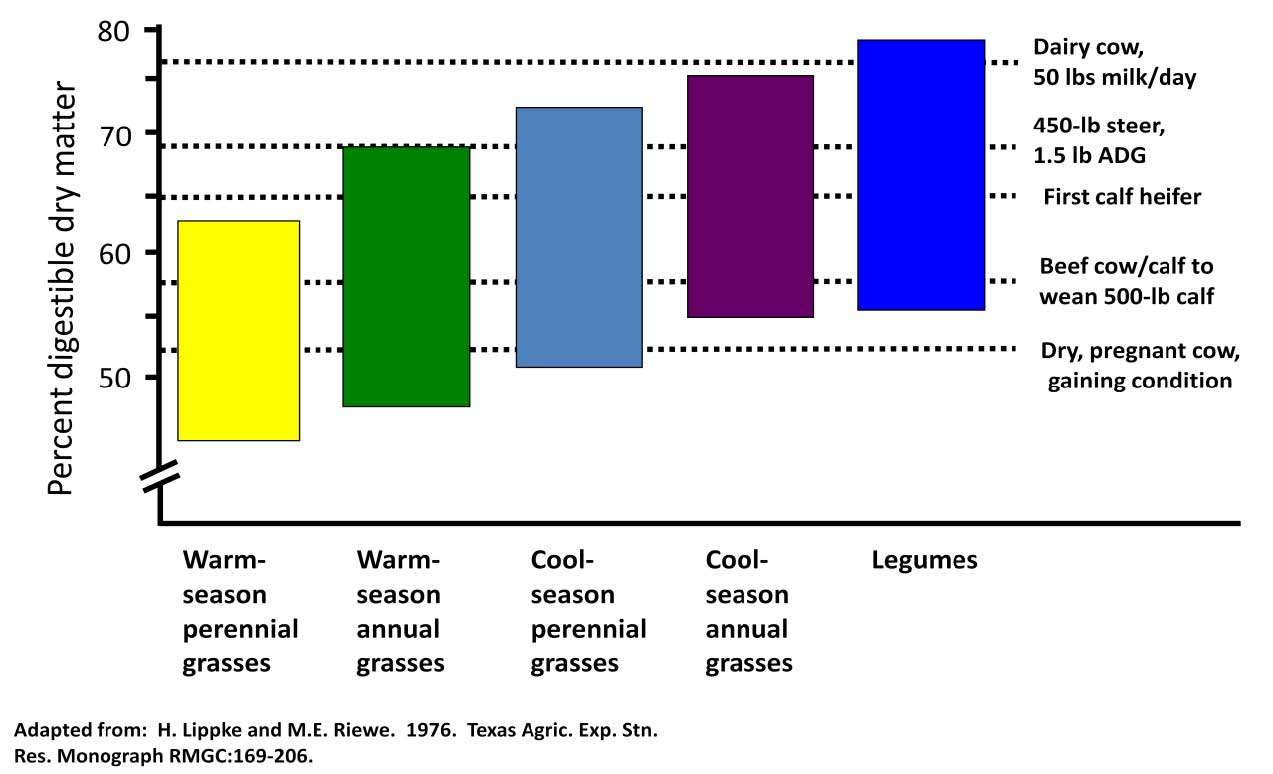 Percent digestible dry matter
80
70
60
50
Dairy cow,
50 lbs milk/day
450-lb steer,
1.5 lb ADG
First calf heifer
Beef cow/calf to
wean 500-lb calf
Dry, pregnant cow,
gaining condition
Warm-
season
perennial
grasses
Warm-
season
annual
grasses
Cool-
season
perennial
grasses
Cool-
season
annual
grasses
Legumes
Adapted from:  H. Lippke and M.E. Riewe.  1976.  Texas Agric. Exp. Stn.
Res. Monograph RMGC:169-206.